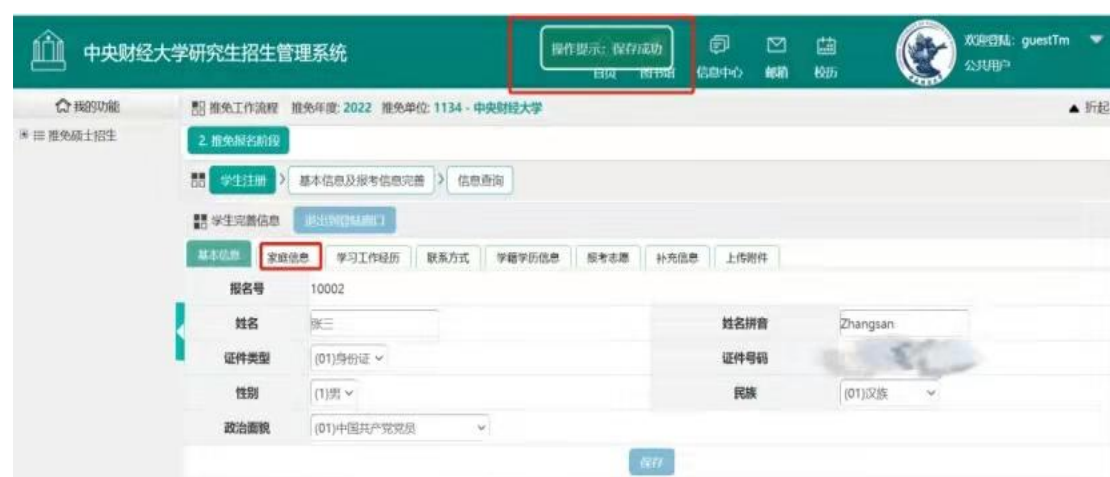 中央财经大学研究生招生管理系统
操作提示：保存成功
首页 图书馆 信息中心 邮箱 校历
欢迎登陆: guestTm
公共用户
我的功能
推免硕士招生
推免工作流程 推免年度: 2022 推免单位: 1134 - 中央财经大学
▲ 折起
2. 推免报名阶段
学生注册 > 基本信息及报考信息完善 > 信息查询
学生完善信息 退出到登陆窗口
基本信息 家庭信息 学习工作经历 联系方式 学籍学历信息 报考志愿 补充信息 上传附件
报名号 10002
姓名 张三 姓名拼音 Zhangsan
证件类型 (01)身份证 证件号码
性别 (1)男 民族 (01)汉族
政治面貌 (01)中国共产党党员
保存